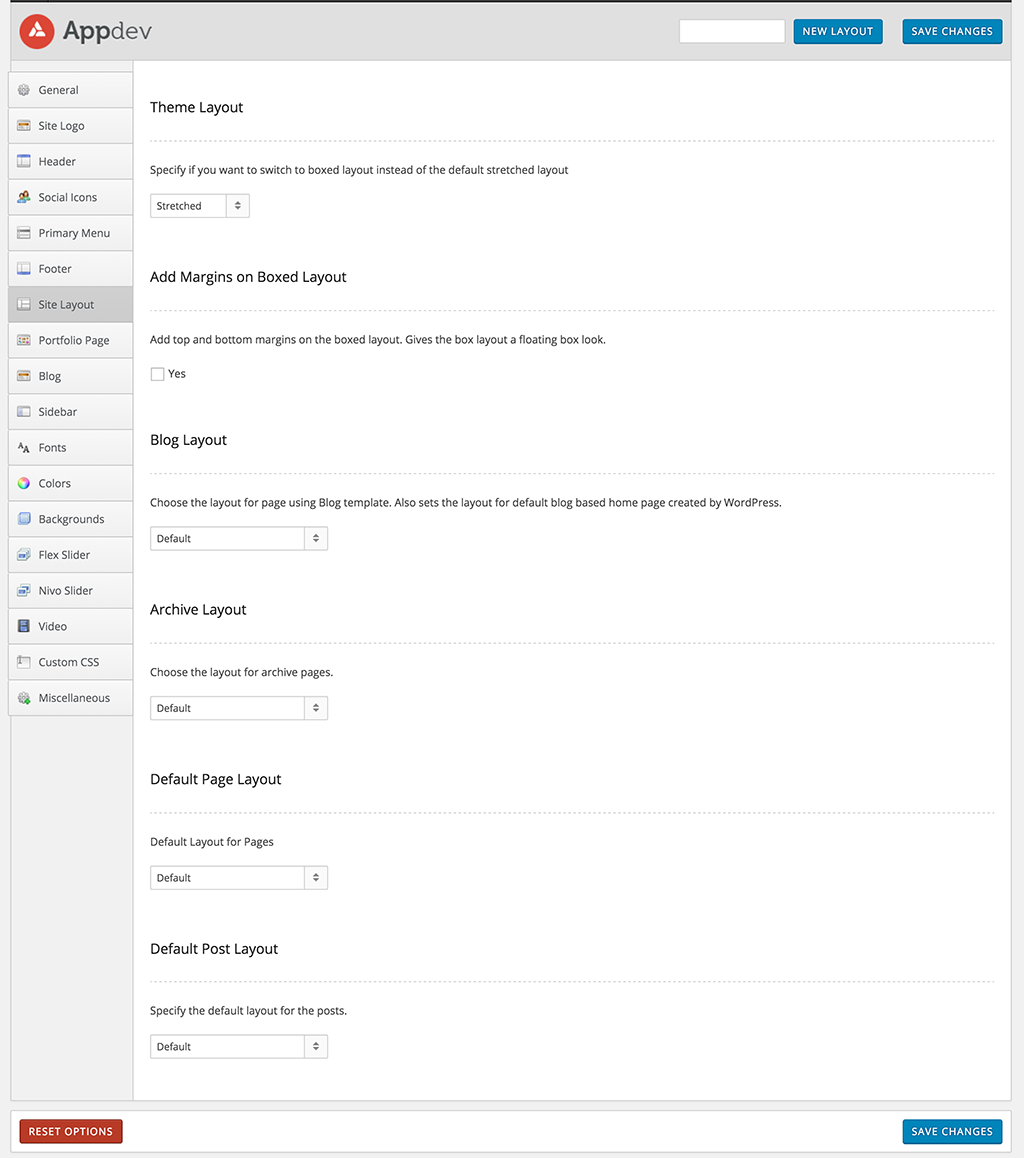 Appdev
NEW LAYOUT
SAVE CHANGES
General
Site Logo
Header
Social Icons
Primary Menu
Footer
Site Layout
Portfolio Page
Blog
Sidebar
Fonts
Colors
Backgrounds
Flex Slider
Nivo Slider
Video
Custom CSS
Miscellaneous
Theme Layout
Specify if you want to switch to boxed layout instead of the default stretched layout
Stretched
Add Margins on Boxed Layout
Add top and bottom margins on the boxed layout. Gives the box layout a floating box look.
Yes
Blog Layout
Choose the layout for page using Blog template. Also sets the layout for default blog based home page created by WordPress.
Default
Archive Layout
Choose the layout for archive pages.
Default
Default Page Layout
Default Layout for Pages
Default
Default Post Layout
Specify the default layout for the posts.
Default
RESET OPTIONS
SAVE CHANGES